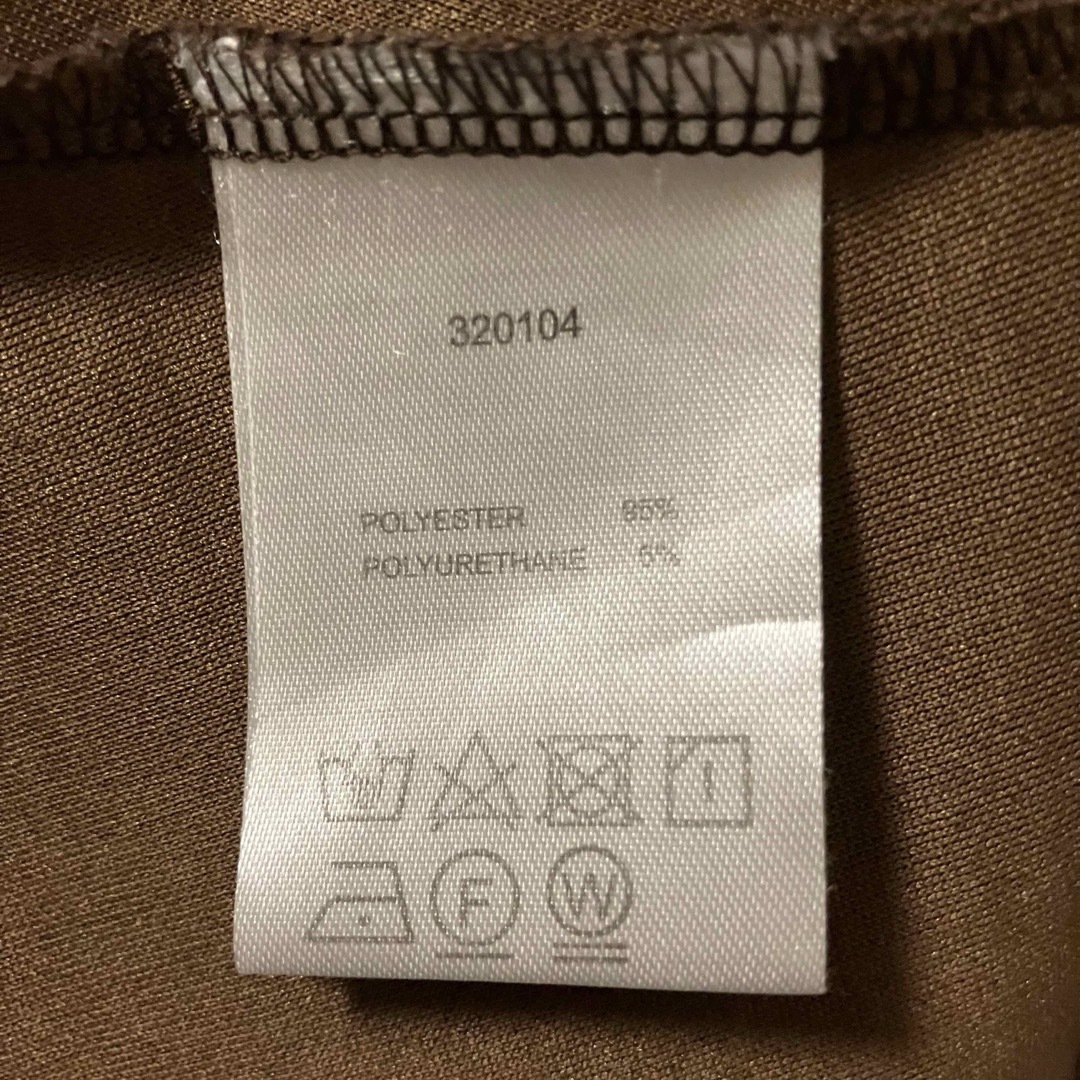 320104
POLYESTER 95%
POLYURETHANE 5%
F W